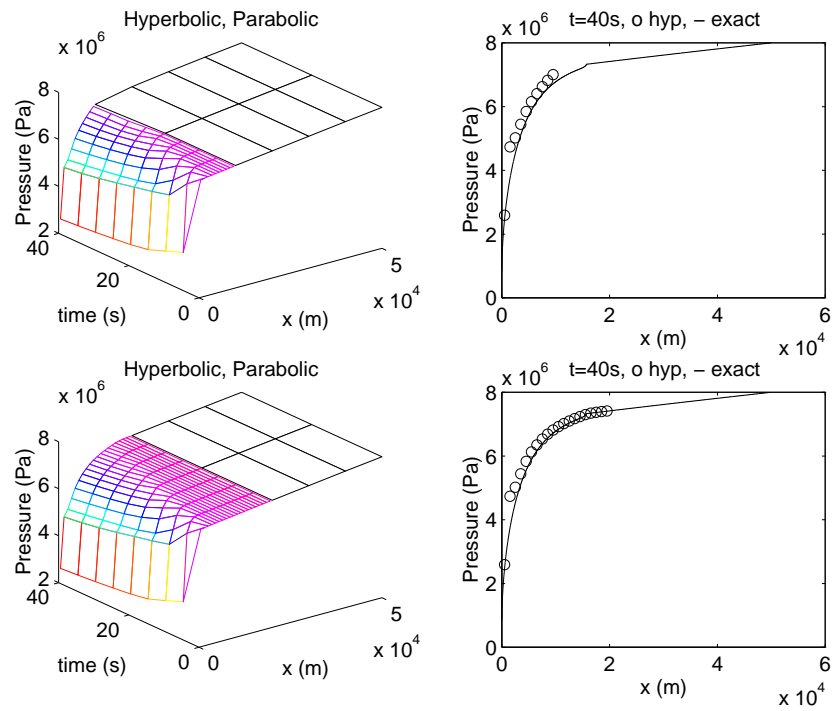 Hyperbolic, Parabolic
x 10^6
8
6
4
2
Pressure (Pa)
40
20
0
time (s)
0
5
x 10^4
x (m)
t=40s, o hyp, − exact
x 10^6
8
6
4
2
0
Pressure (Pa)
0
2
4
6
x (m)
x 10^4
Hyperbolic, Parabolic
x 10^6
8
6
4
2
Pressure (Pa)
40
20
0
time (s)
0
5
x 10^4
x (m)
t=40s, o hyp, − exact
x 10^6
8
6
4
2
0
Pressure (Pa)
0
2
4
6
x (m)
x 10^4